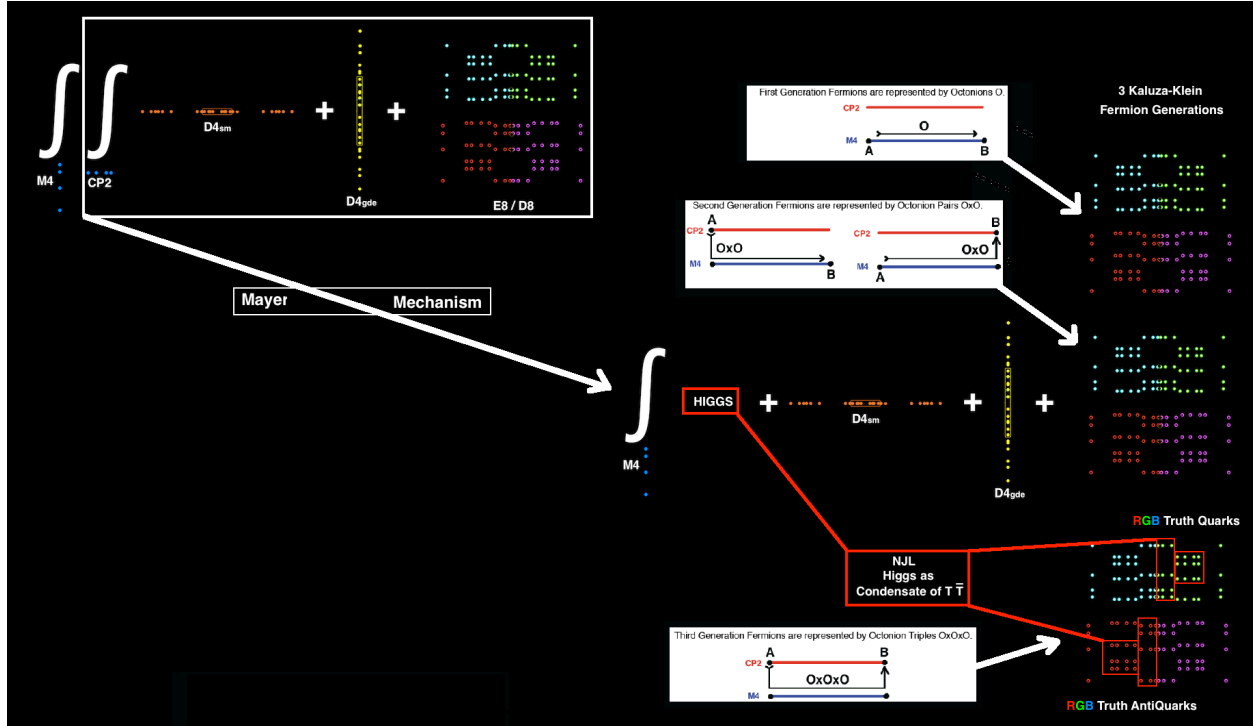 M4
CP2
D4sm
+
D4gde
+
E8 / D8
3 Kaluza-Klein
Fermion Generations
First Generation Fermions are represented by Octonions O.
CP2
O
M4
A
B
Second Generation Fermions are represented by Octonion Pairs OxO.
A
CP2
OxO
M4
B
B
CP2
OxO
M4
A
Mayer Mechanism
M4
HIGGS
+
D4sm
+
D4gde
+
RGB Truth Quarks
NJL
Higgs as
Condensate of T T̅
Third Generation Fermions are represented by Octonion Triples OxOxO.
A
B
CP2
OxOxO
M4
RGB Truth AntiQuarks